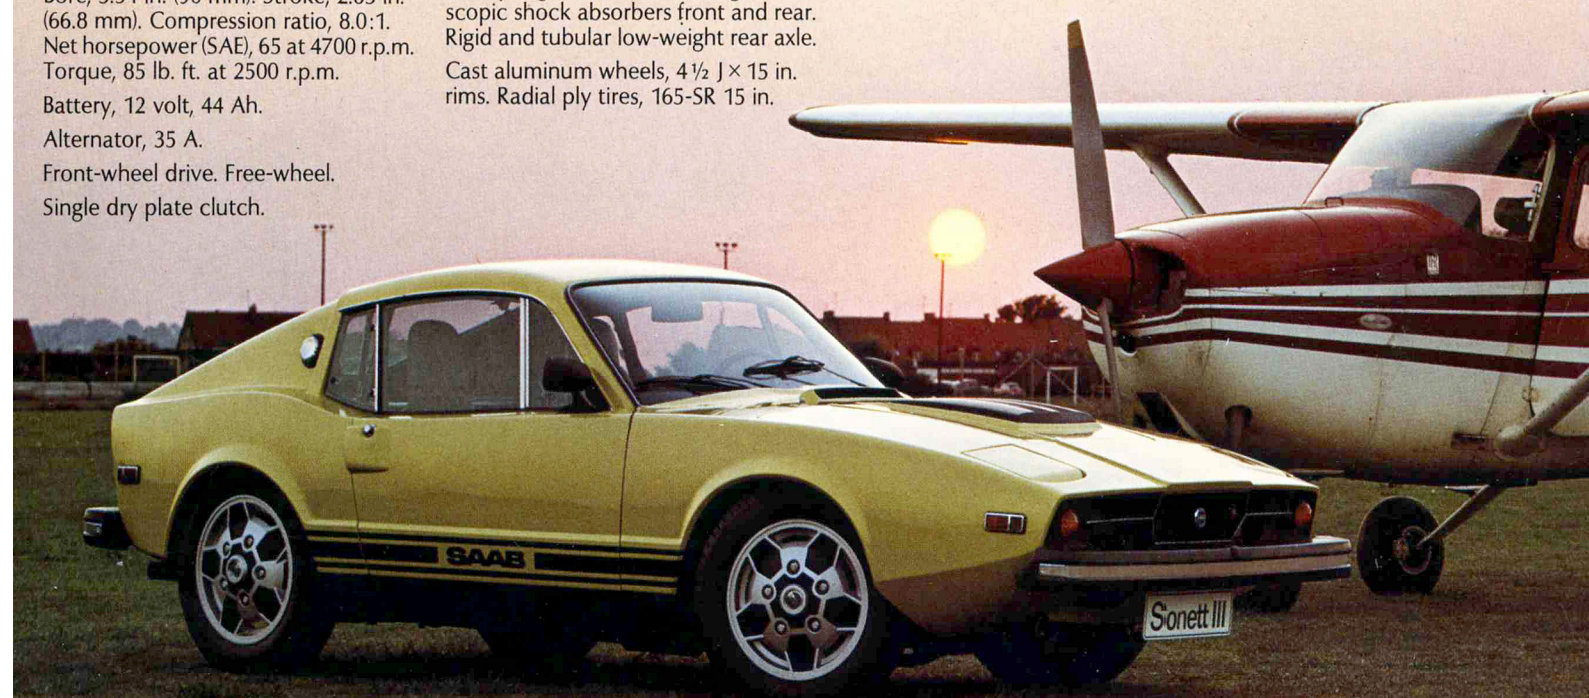 (66.8 mm). Compression ratio, 8.0:1.
Net horsepower (SAE), 65 at 4700 r.p.m.
Torque, 85 lb. ft. at 2500 r.p.m.
Battery, 12 volt, 44 Ah.
Alternator, 35 A.
Front-wheel drive. Free-wheel.
Single dry plate clutch.
scopic shock absorbers front and rear.
Rigid and tubular low-weight rear axle.
Cast aluminum wheels, 4 ½ J × 15 in.
rims. Radial ply tires, 165-SR 15 in.
SAAB
Sonett III